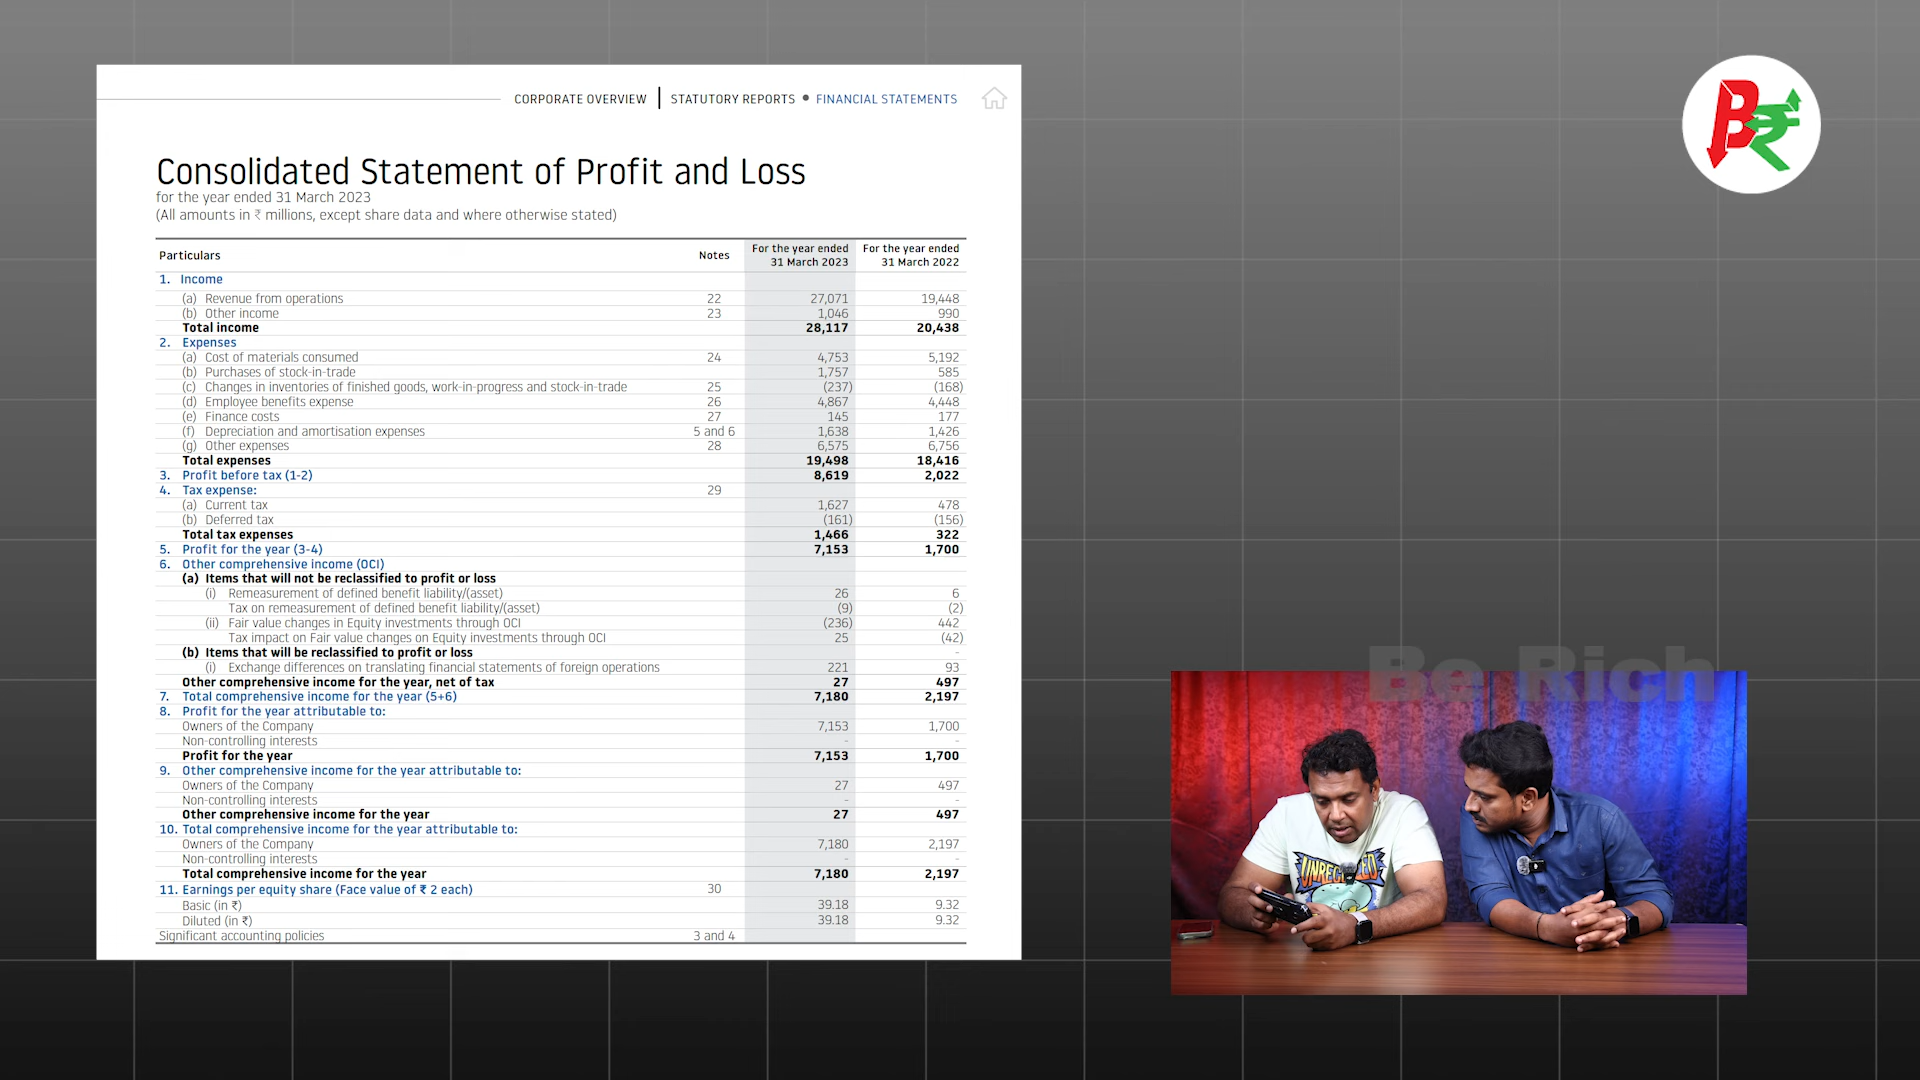 CORPORATE OVERVIEW | STATUTORY REPORTS • FINANCIAL STATEMENTS
Consolidated Statement of Profit and Loss
for the year ended 31 March 2023
(All amounts in ₹ millions, except share data and where otherwise stated)
Particulars Notes For the year ended 31 March 2023 For the year ended 31 March 2022
1. Income
(a) Revenue from operations 22 27,071 19,448
(b) Other income 23 1,046 990
Total income 28,117 20,438
2. Expenses
(a) Cost of materials consumed 24 4,753 5,192
(b) Purchases of stock-in-trade 1,757 585
(c) Changes in inventories of finished goods, work-in-progress and stock-in-trade 25 (237) (168)
(d) Employee benefits expense 26 4,867 4,448
(e) Finance costs 27 145 177
(f) Depreciation and amortisation expenses 5 and 6 1,638 1,426
(g) Other expenses 28 6,575 6,756
Total expenses 19,498 18,416
3. Profit before tax (1-2) 8,619 2,022
4. Tax expense: 29
(a) Current tax 1,627 478
(b) Deferred tax (161) (156)
Total tax expenses 1,466 322
5. Profit for the year (3-4) 7,153 1,700
6. Other comprehensive income (OCI)
(a) Items that will not be reclassified to profit or loss
(i) Remeasurement of defined benefit liability/(asset) 26 6
Tax on remeasurement of defined benefit liability/(asset) (9) (2)
(ii) Fair value changes in Equity investments through OCI (236) 442
Tax impact on Fair value changes on Equity investments through OCI 25 (42)
(b) Items that will be reclassified to profit or loss -
(i) Exchange differences on translating financial statements of foreign operations 221 93
Other comprehensive income for the year, net of tax 27 497
7. Total comprehensive income for the year (5+6) 7,180 2,197
8. Profit for the year attributable to:
Owners of the Company 7,153 1,700
Non-controlling interests - -
Profit for the year 7,153 1,700
9. Other comprehensive income for the year attributable to:
Owners of the Company 27 497
Non-controlling interests - -
Other comprehensive income for the year 27 497
10. Total comprehensive income for the year attributable to:
Owners of the Company 7,180 2,197
Non-controlling interests - -
Total comprehensive income for the year 7,180 2,197
11. Earnings per equity share (Face value of ₹ 2 each) 30
Basic (in ₹) 39.18 9.32
Diluted (in ₹) 39.18 9.32
Significant accounting policies 3 and 4
B₹
Be Rich